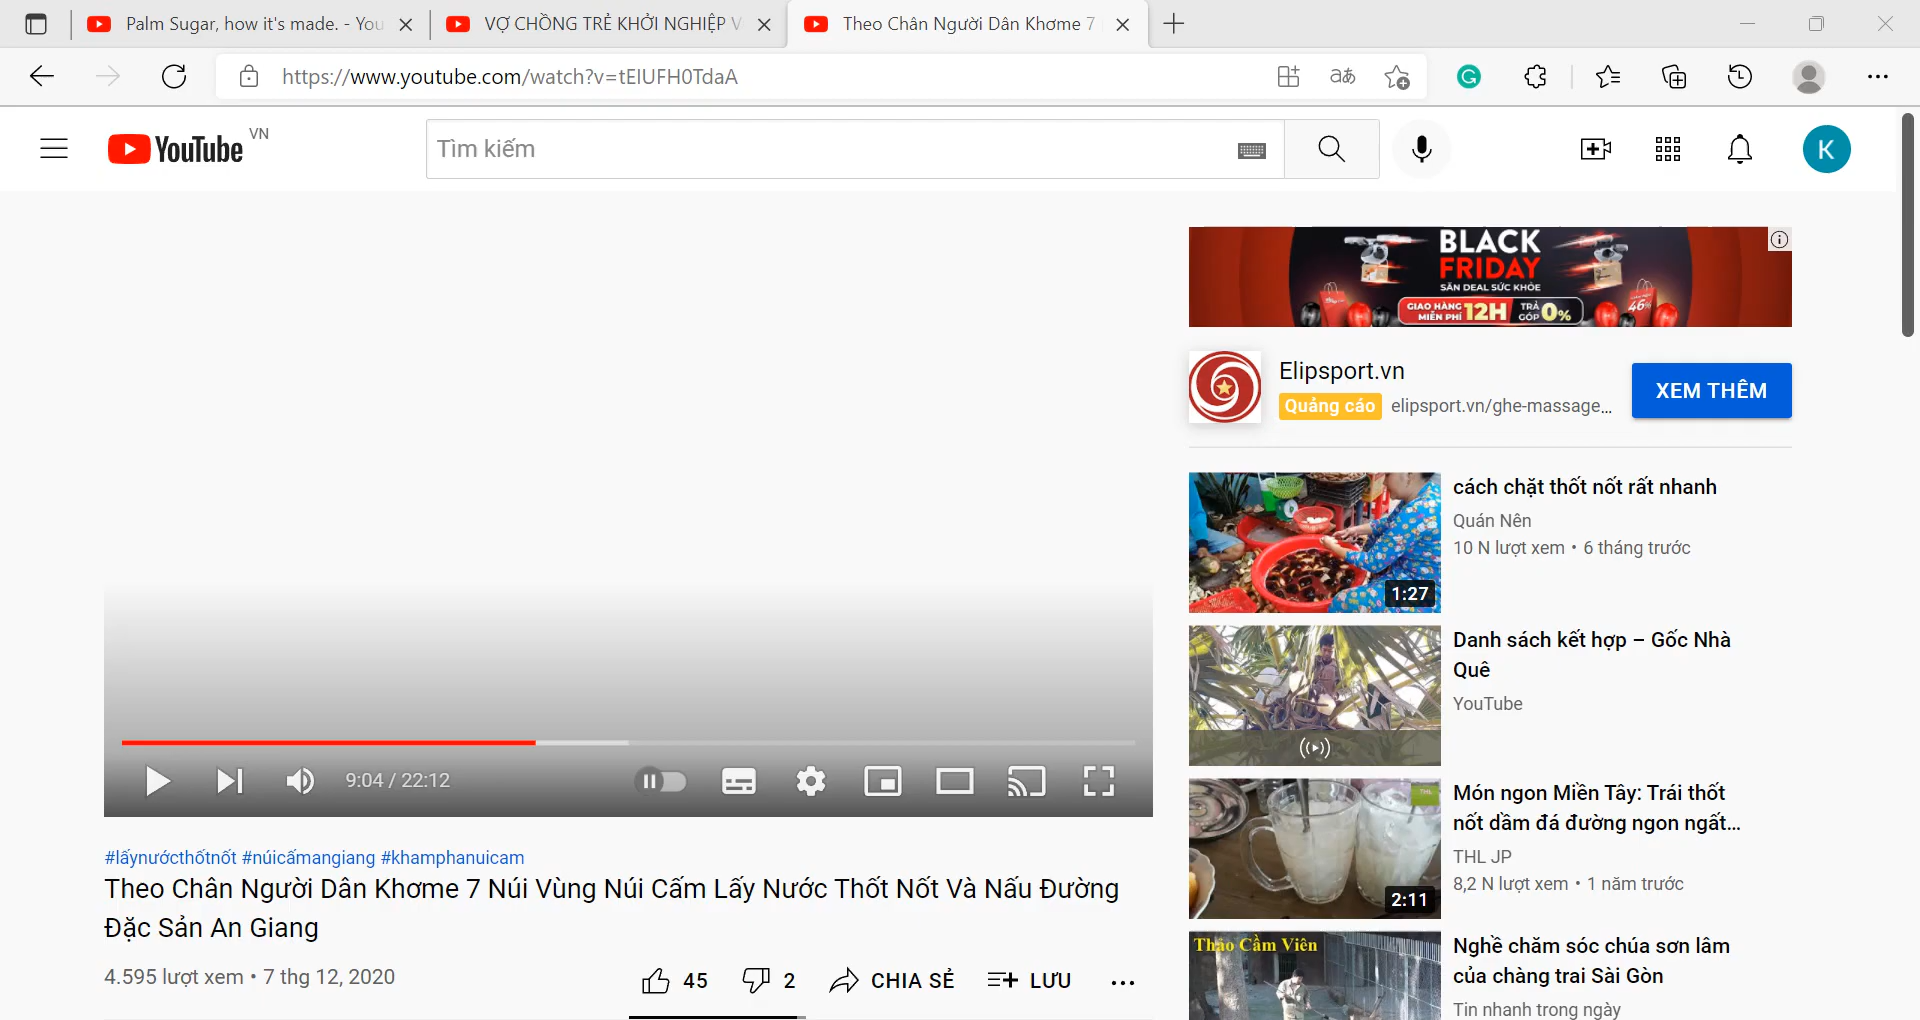 Palm Sugar, how it's made. - You
VỢ CHỒNG TRẺ KHỞI NGHIỆP V
Theo Chân Người Dân Khơme 7
https://www.youtube.com/watch?v=tEIUFH0TdaA
YouTube VN
Tìm kiếm
K
BLACK
FRIDAY
SĂN DEAL SỨC KHỎE
GIAO HÀNG MIỄN PHÍ 12H TRẢ GÓP 0%
46%
Elipsport.vn
Quảng cáo elipsport.vn/ghe-massage...
XEM THÊM
cách chặt thốt nốt rất nhanh
Quán Nên
10 N lượt xem • 6 tháng trước
1:27
Danh sách kết hợp – Gốc Nhà
Quê
YouTube
Món ngon Miền Tây: Trái thốt
nốt dầm đá đường ngon ngất...
THL JP
8,2 N lượt xem • 1 năm trước
2:11
Thảo Cầm Viên
Nghề chăm sóc chúa sơn lâm
của chàng trai Sài Gòn
Tin nhanh trong ngày
9:04 / 22:12
#lấynướcthốtnốt #núicấmangiang #khamphanuicam
Theo Chân Người Dân Khơme 7 Núi Vùng Núi Cấm Lấy Nước Thốt Nốt Và Nấu Đường
Đặc Sản An Giang
4.595 lượt xem • 7 thg 12, 2020
45
2
CHIA SẺ
LƯU